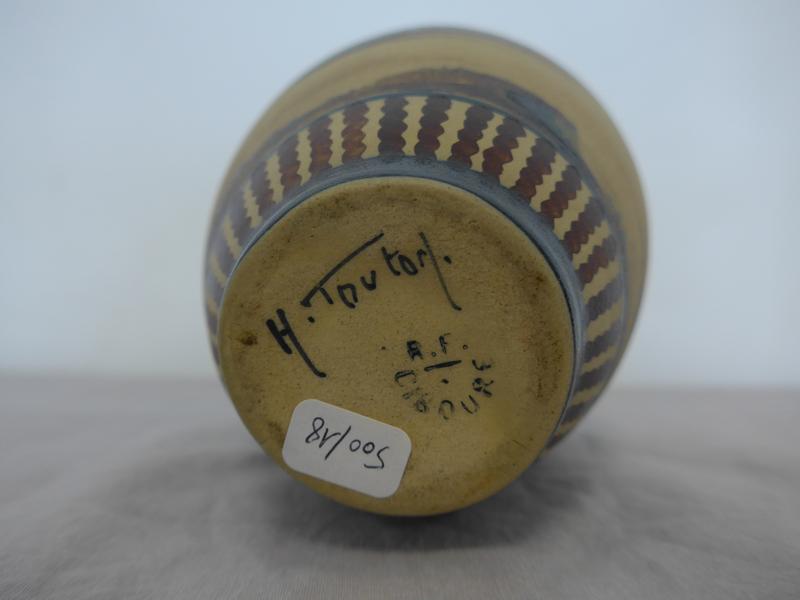 H.
R.F.
CIBOURE
500/18